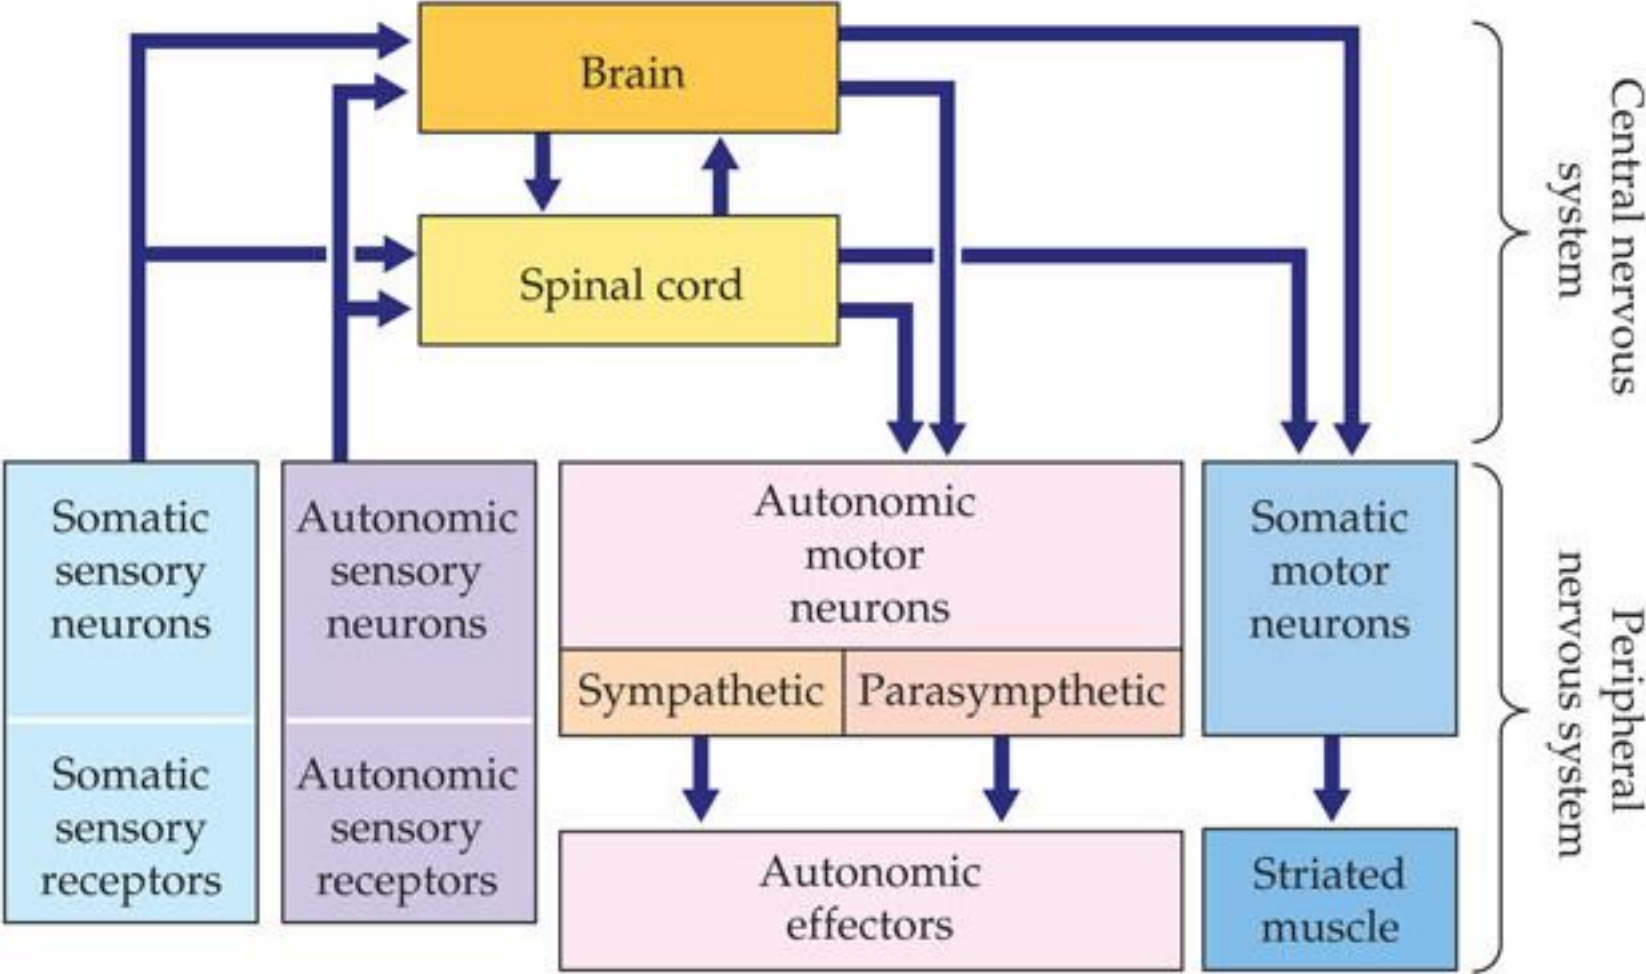 Brain
Spinal cord
Central nervous
system
Somatic
sensory
neurons
Autonomic
sensory
neurons
Autonomic
motor
neurons
Somatic
motor
neurons
Sympathetic
Parasympthetic
Peripheral
nervous system
Somatic
sensory
receptors
Autonomic
sensory
receptors
Autonomic
effectors
Striated
muscle